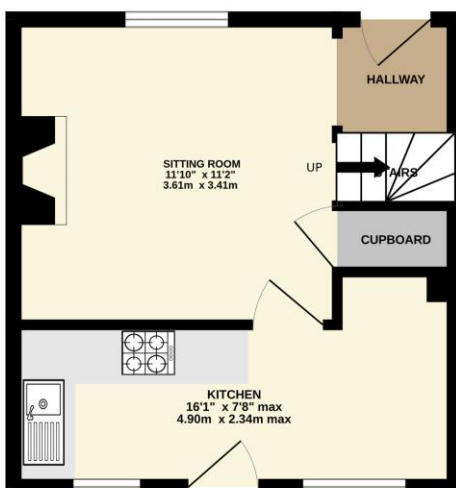 HALLWAY
SITTING ROOM
11'10" x 11'2"
3.61m x 3.41m
UP
CUPBOARD
KITCHEN
16'1" x 7'8" max
4.90m x 2.34m max